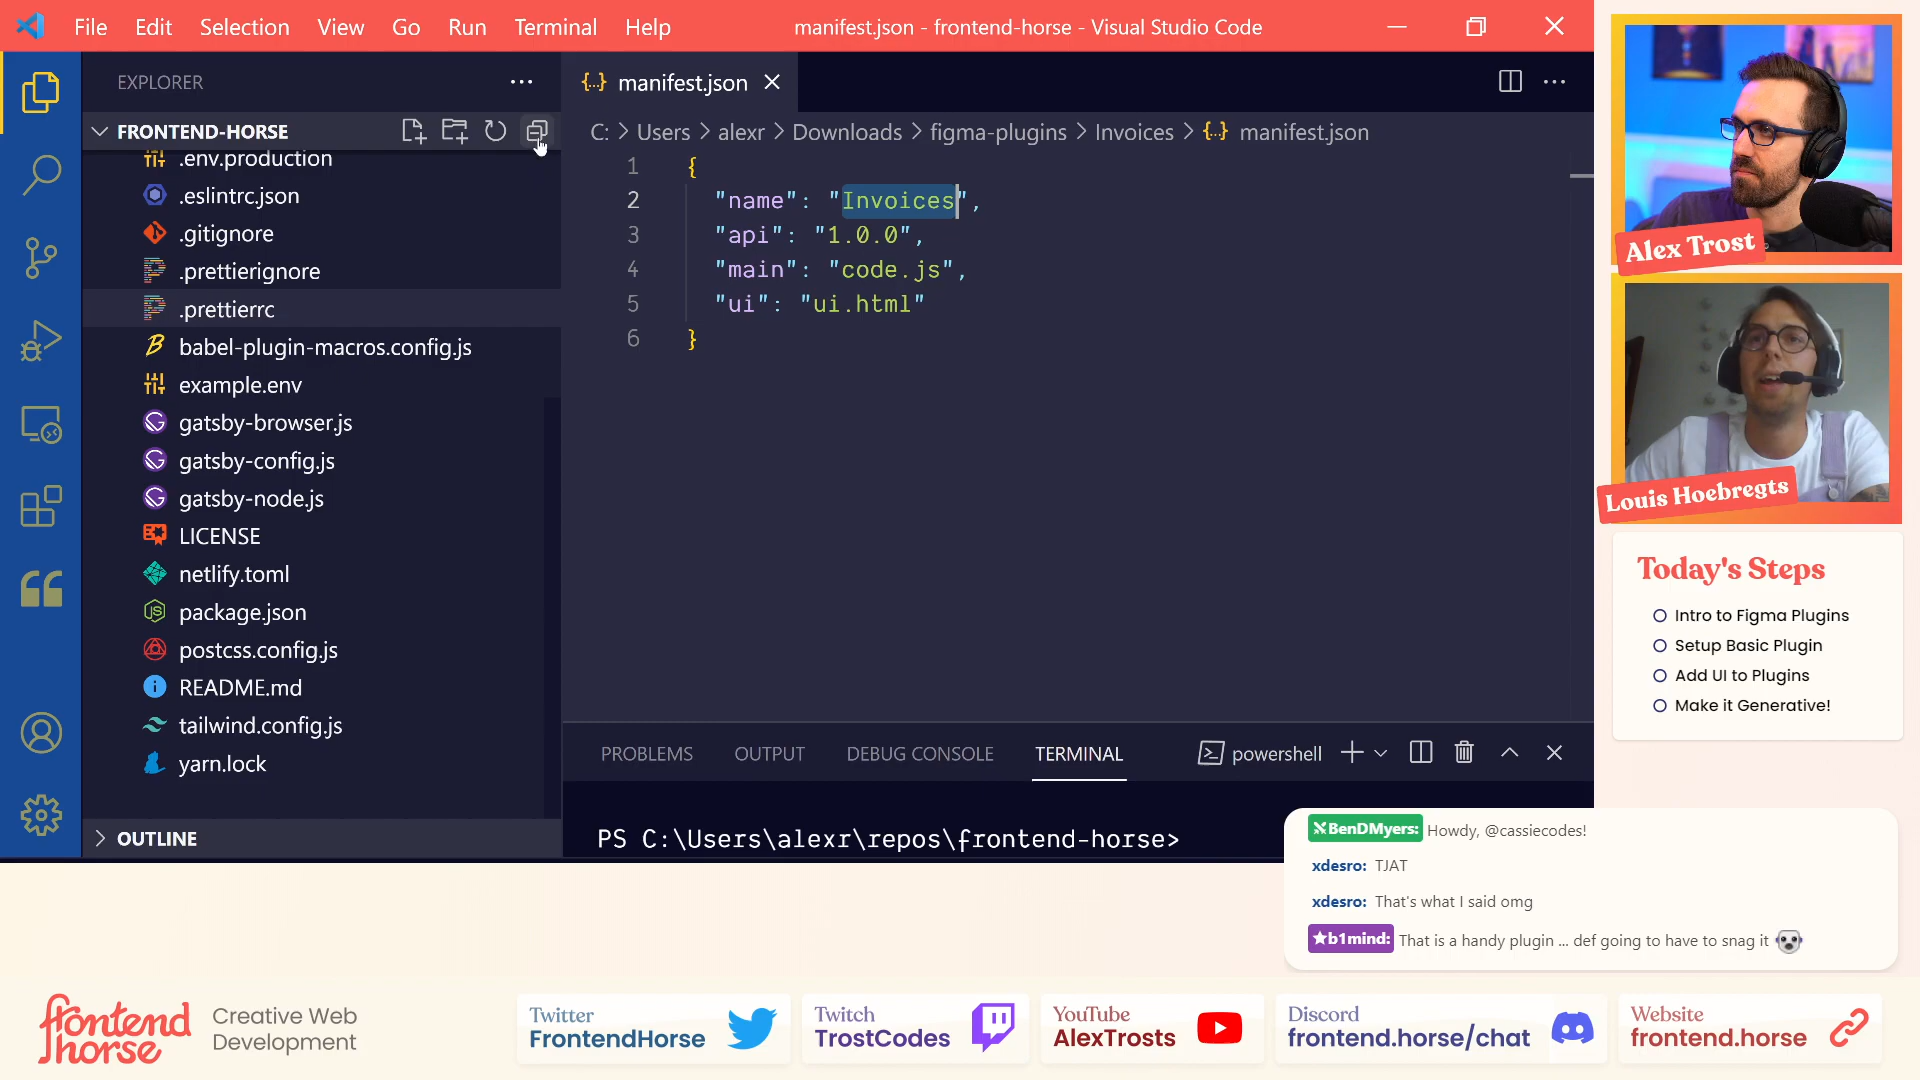 File Edit Selection View Go Run Terminal Help manifest.json - frontend-horse - Visual Studio Code
EXPLORER
FRONTEND-HORSE
.env.production
.eslintrc.json
.gitignore
.prettierignore
.prettierrc
babel-plugin-macros.config.js
example.env
gatsby-browser.js
gatsby-config.js
gatsby-node.js
LICENSE
netlify.toml
package.json
postcss.config.js
README.md
tailwind.config.js
yarn.lock
OUTLINE
{..} manifest.json
C: > Users > alexr > Downloads > figma-plugins > Invoices > {..} manifest.json
1 {
2 "name": "Invoices",
3 "api": "1.0.0",
4 "main": "code.js",
5 "ui": "ui.html"
6 }
PROBLEMS OUTPUT DEBUG CONSOLE TERMINAL powershell
PS C:\Users\alexr\repos\frontend-horse>
Alex Trost
Louis Hoebregts
Today's Steps
Intro to Figma Plugins
Setup Basic Plugin
Add UI to Plugins
Make it Generative!
BenDMyers: Howdy, @cassiecodes!
xdesro: TJAT
xdesro: That's what I said omg
b1mind: That is a handy plugin ... def going to have to snag it
frontend horse
Creative Web
Development
Twitter
FrontendHorse
Twitch
TrostCodes
YouTube
AlexTrosts
Discord
frontend.horse/chat
Website
frontend.horse